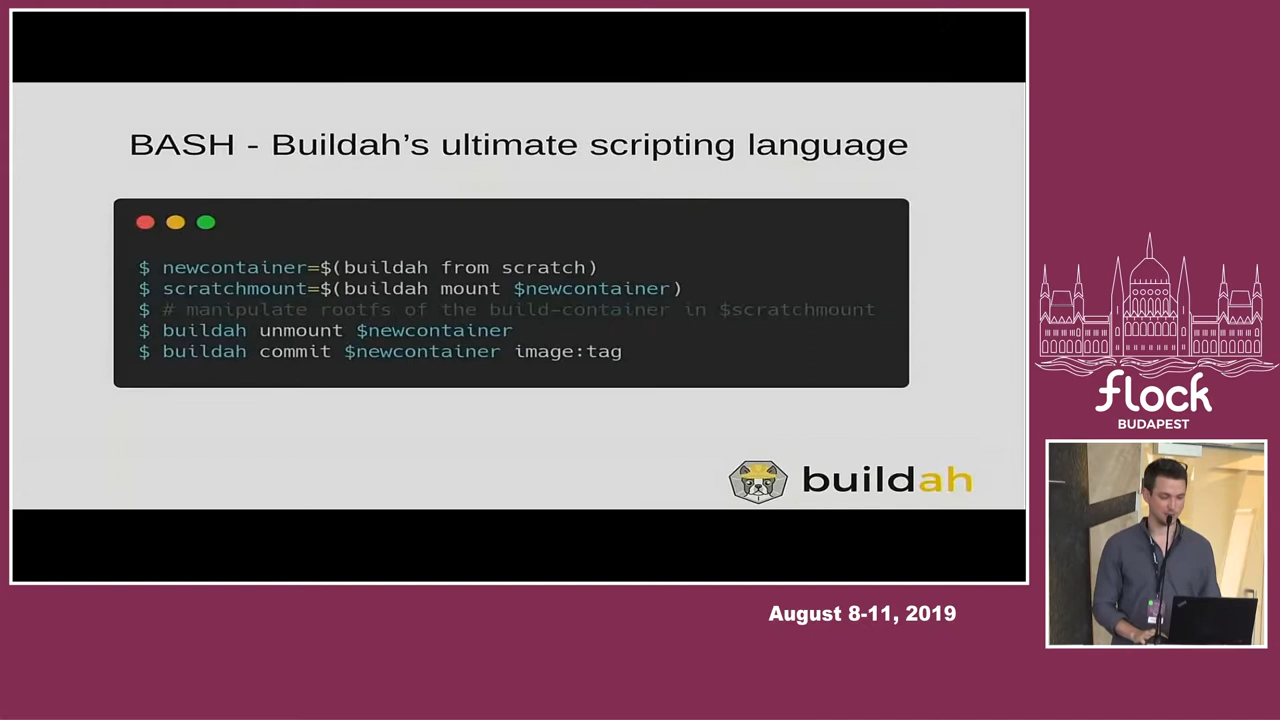 BASH - Buildah's ultimate scripting language
$ newcontainer=$(buildah from scratch)
$ scratchmount=$(buildah mount $newcontainer)
$ # manipulate rootfs of the build-container in $scratchmount
$ buildah unmount $newcontainer
$ buildah commit $newcontainer image:tag
buildah
flock
BUDAPEST
August 8-11, 2019